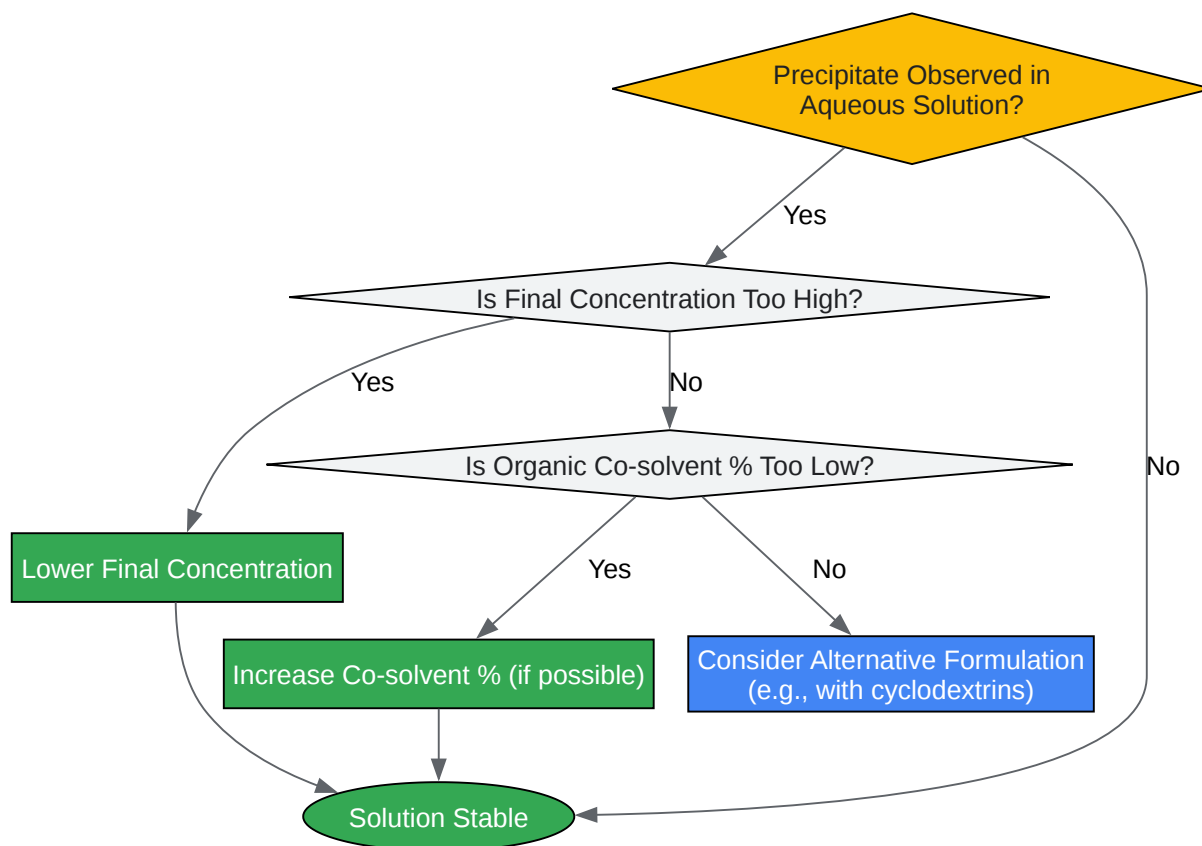 Precipitate Observed in
Aqueous Solution?
Yes
Is Final Concentration Too High?
Yes
No
Is Organic Co-solvent % Too Low?
No
Yes
No
Lower Final Concentration
Increase Co-solvent % (if possible)
Consider Alternative Formulation
(e.g., with cyclodextrins)
Solution Stable